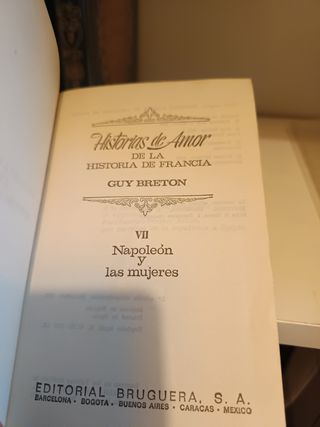 Historias de Amor
DE LA
HISTORIA DE FRANCIA
GUY BRETON
VII
Napoleón
y
las mujeres
EDITORIAL BRUGUERA, S. A.
BARCELONA • BOGOTA • BUENOS AIRES • CARACAS • MEXICO